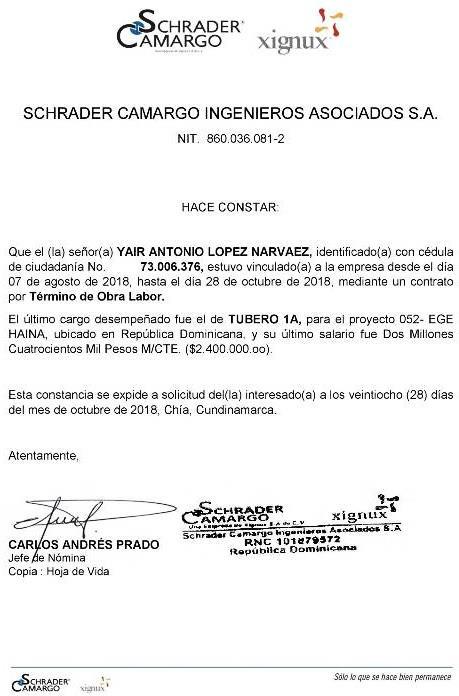 SCHRADER CAMARGO
xignux
SCHRADER CAMARGO INGENIEROS ASOCIADOS S.A.
NIT. 860.036.081-2
HACE CONSTAR:
Que el (la) señor(a) YAIR ANTONIO LOPEZ NARVAEZ, identificado(a) con cédula
de ciudadanía No. 73.006.376, estuvo vinculado(a) a la empresa desde el día
07 de agosto de 2018, hasta el día 28 de octubre de 2018, mediante un contrato
por Término de Obra Labor.
El último cargo desempeñado fue el de TUBERO 1A, para el proyecto 052- EGE
HAINA, ubicado en República Dominicana, y su último salario fue Dos Millones
Cuatrocientos Mil Pesos M/CTE. ($2.400.000.oo).
Esta constancia se expide a solicitud del(la) interesado(a) a los veintiocho (28) días
del mes de octubre de 2018, Chía, Cundinamarca.
Atentamente,
CARLOS ANDRÉS PRADO
Jefe de Nómina
Copia : Hoja de Vida
SCHRADER CAMARGO
xignux
Schrader Camargo Ingenieros Asociados S.A
RNC 101879572
República Dominicana
SCHRADER CAMARGO
xignux
Sólo lo que se hace bien permanece